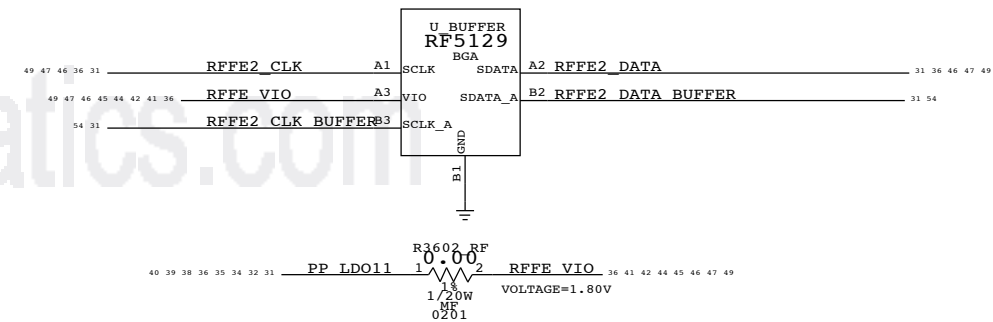 U_BUFFER
RF5129
BGA
49 47 46 36 31 RFFE2_CLK A1 SCLK SDATA A2 RFFE2_DATA 31 36 46 47 49
49 47 46 45 44 42 41 36 RFFE_VIO A3 VIO SDATA_A B2 RFFE2_DATA_BUFFER 31 54
54 31 RFFE2_CLK_BUFFER B3 SCLK_A
GND
B1
atics.com
R3602_RF
0.00
40 39 38 36 35 34 32 31 PP_LDO11 1 2 RFFE_VIO 36 41 42 44 45 46 47 49
1%
1/20W
MF
0201
VOLTAGE=1.80V